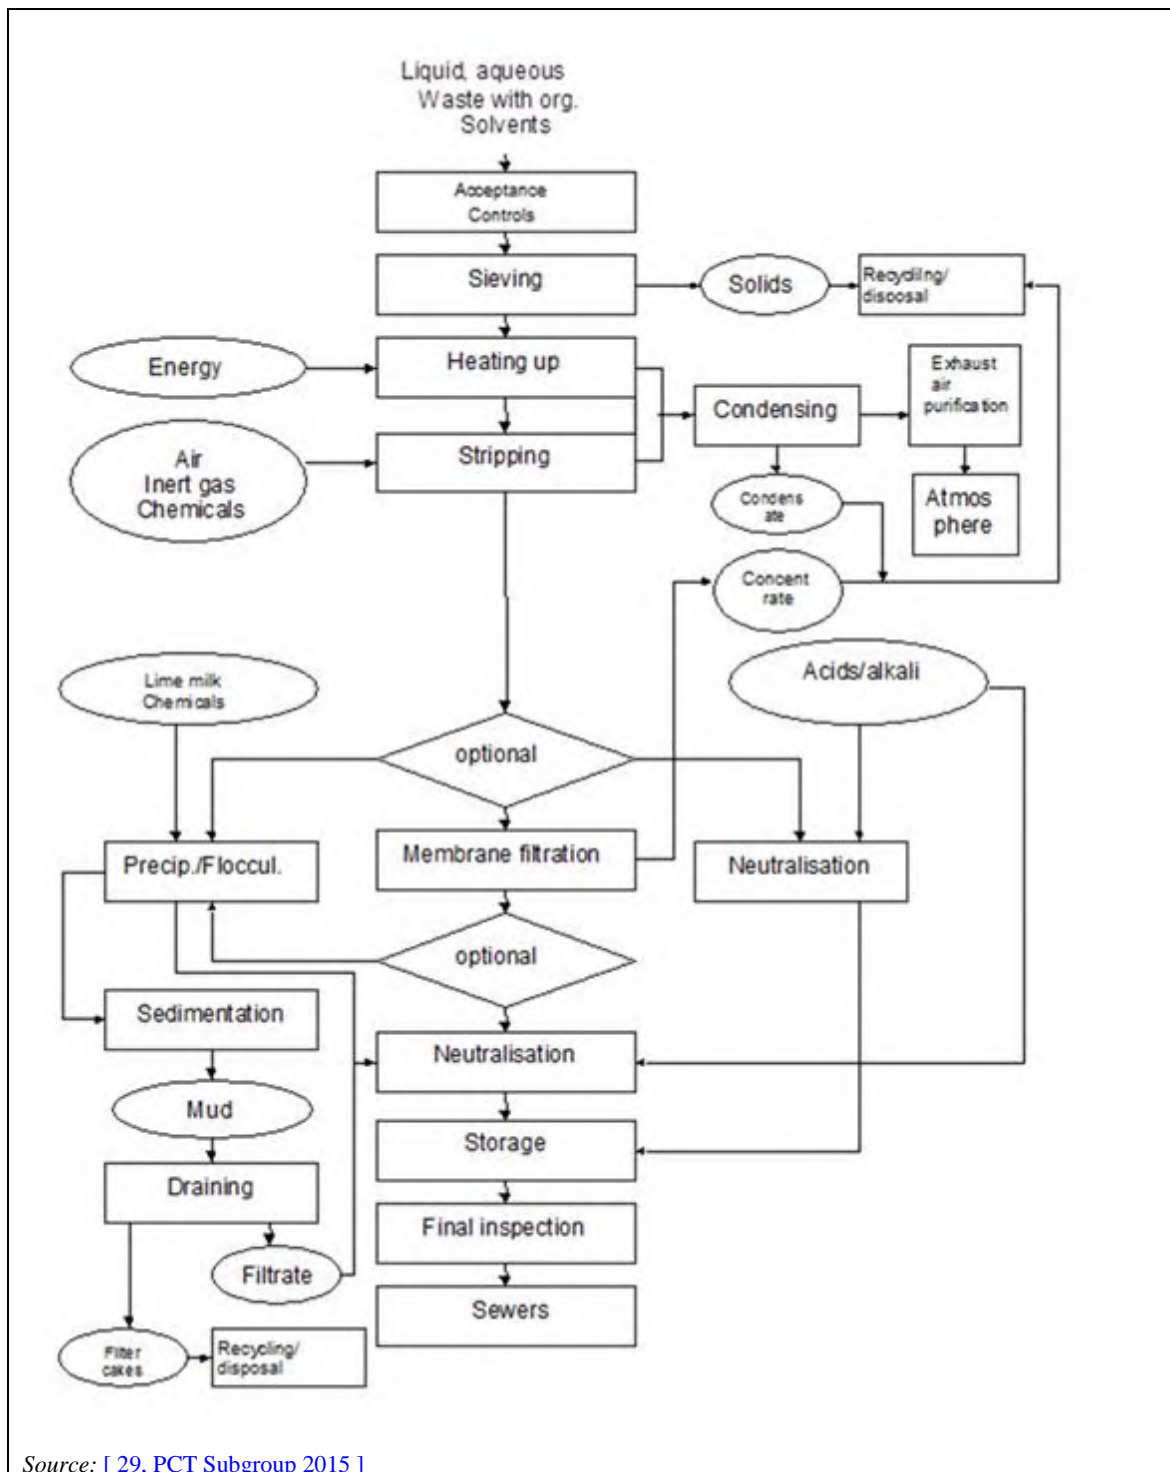 Liquid, aqueous
Waste with org.
Solvents
Acceptance
Controls
Sieving
Solids
Recydilng/
disoosal
Energy
Heating up
Condensing
Exhaust
air
purification
Air
Inert gas
Chemicals
Stripping
Condens
ate
Atmos
phere
Concent
rate
Lime milk
Chemicals
Acids/alkali
optional
Precip./Floccul.
Membrane filtration
Neutralisation
optional
Sedimentation
Neutralisation
Mud
Storage
Draining
Final inspection
Filtrate
Sewers
Filter
cakes
Recycling/
disposal
Source: [ 29, PCT Subgroup 2015 ]